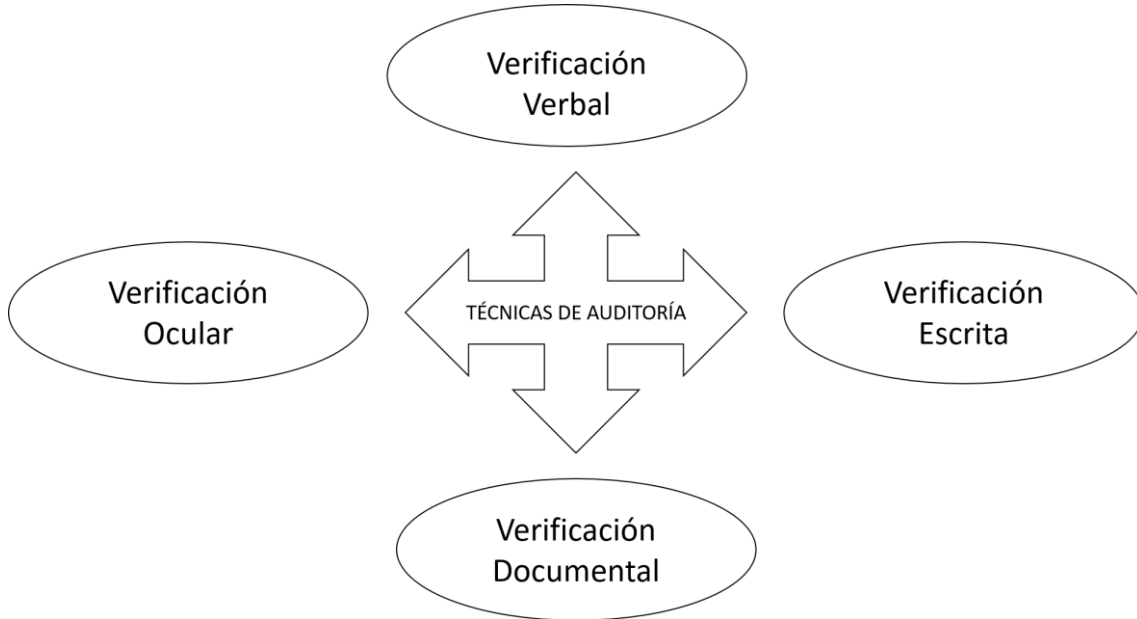 Verificación
Verbal
Verificación
Ocular
TÉCNICAS DE AUDITORÍA
Verificación
Escrita
Verificación
Documental